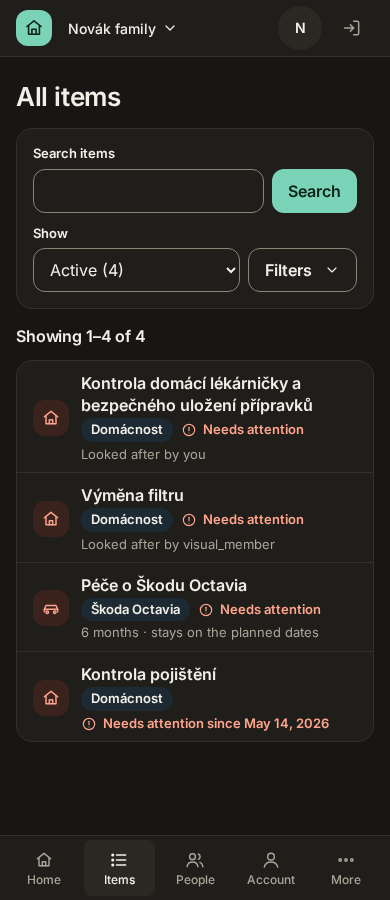 Novák family
N
All items
Search items
Search
Show
Active (4)
Filters
Showing 1–4 of 4
Kontrola domácí lékárničky a
bezpečného uložení přípravků
Domácnost Needs attention
Looked after by you
Výměna filtru
Domácnost Needs attention
Looked after by visual_member
Péče o Škodu Octavia
Škoda Octavia Needs attention
6 months · stays on the planned dates
Kontrola pojištění
Domácnost
Needs attention since May 14, 2026
Home Items People Account More